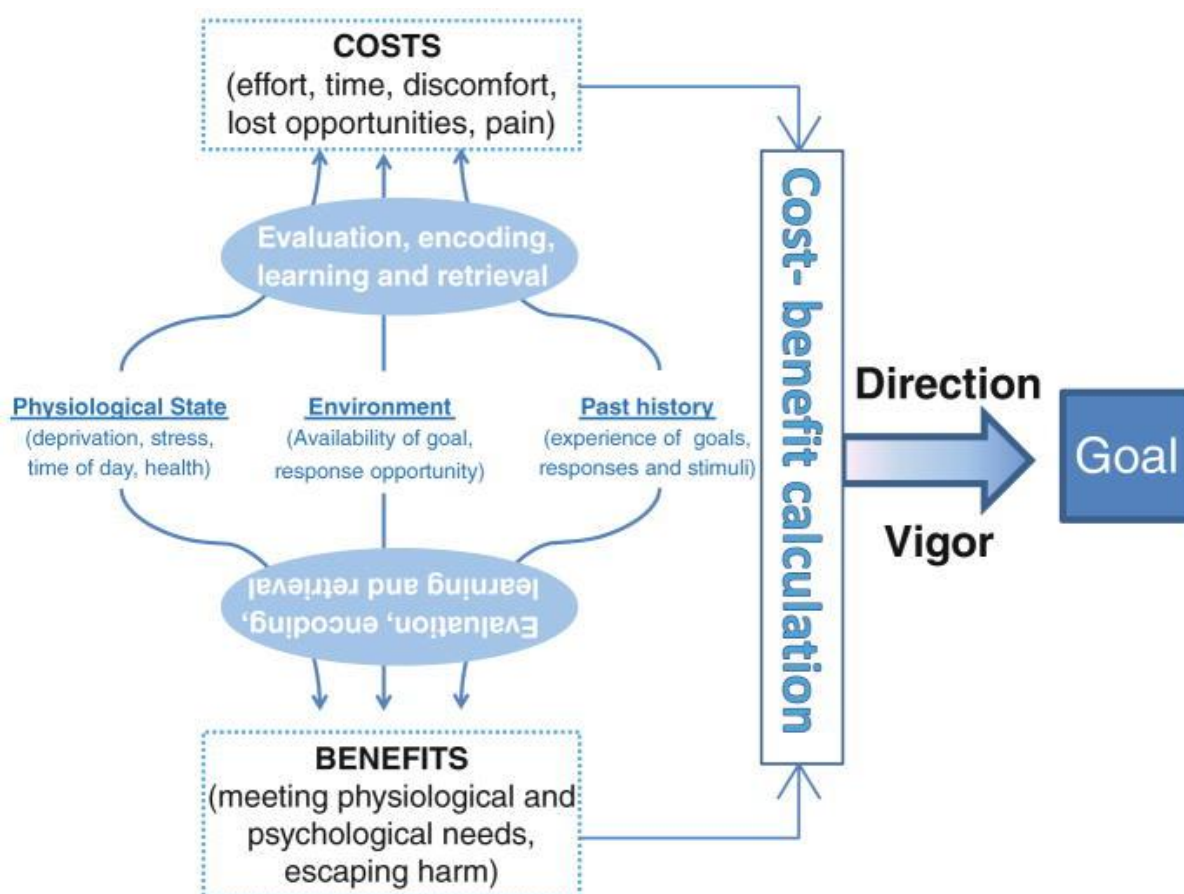 COSTS
(effort, time, discomfort,
lost opportunities, pain)
Evaluation, encoding,
learning and retrieval
Physiological State
(deprivation, stress,
time of day, health)
Environment
(Availability of goal,
response opportunity)
Past history
(experience of goals,
responses and stimuli)
Evaluation, encoding,
learning and retrieval
BENEFITS
(meeting physiological and
psychological needs,
escaping harm)
Cost- benefit calculation
Direction
Vigor
Goal